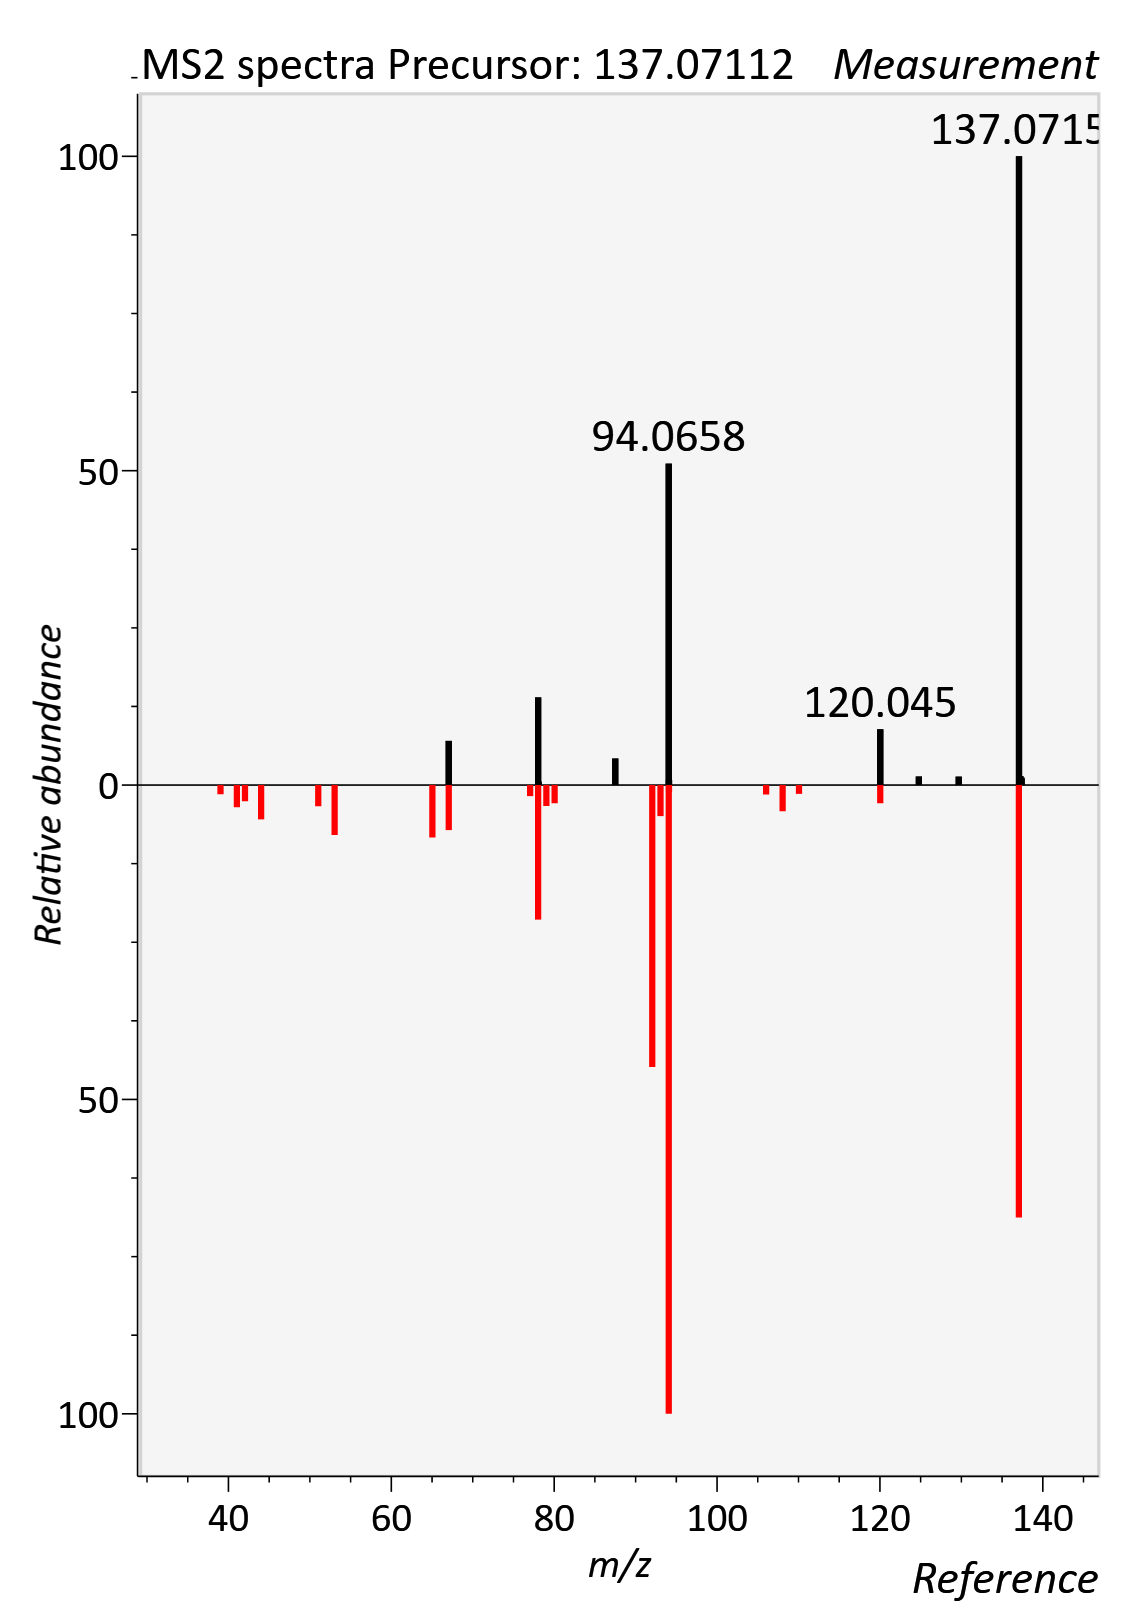 MS2 spectra Precursor: 137.07112 Measurement
137.0715
100
94.0658
50
120.045
0
Relative abundance
50
100
40 60 80 100 120 140
m/z
Reference